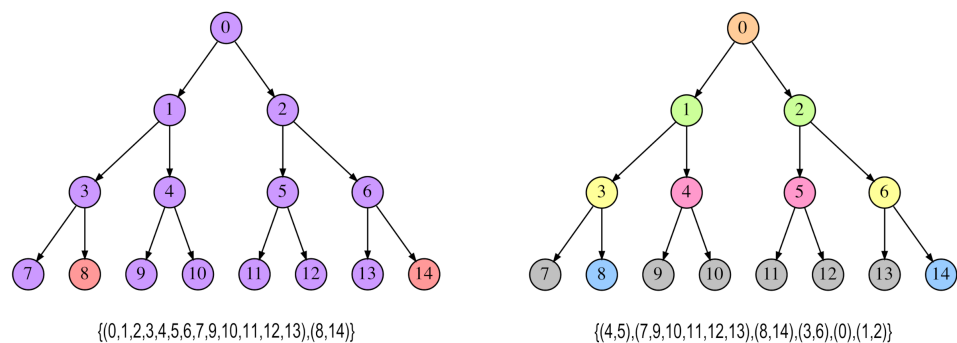 0 0
1 2 1 2
3 4 5 6 3 4 5 6
7 8 9 10 11 12 13 14 7 8 9 10 11 12 13 14
{(0,1,2,3,4,5,6,7,9,10,11,12,13),(8,14)} {(4,5),(7,9,10,11,12,13),(8,14),(3,6),(0),(1,2)}